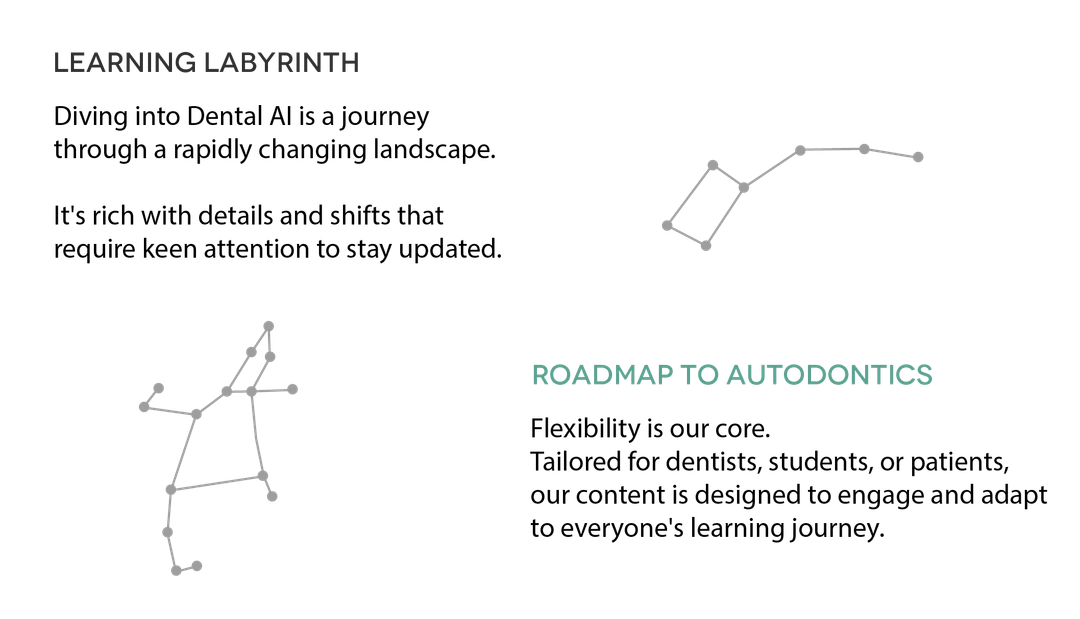 LEARNING LABYRINTH
Diving into Dental AI is a journey
through a rapidly changing landscape.
It's rich with details and shifts that
require keen attention to stay updated.
ROADMAP TO AUTODONTICS
Flexibility is our core.
Tailored for dentists, students, or patients,
our content is designed to engage and adapt
to everyone's learning journey.